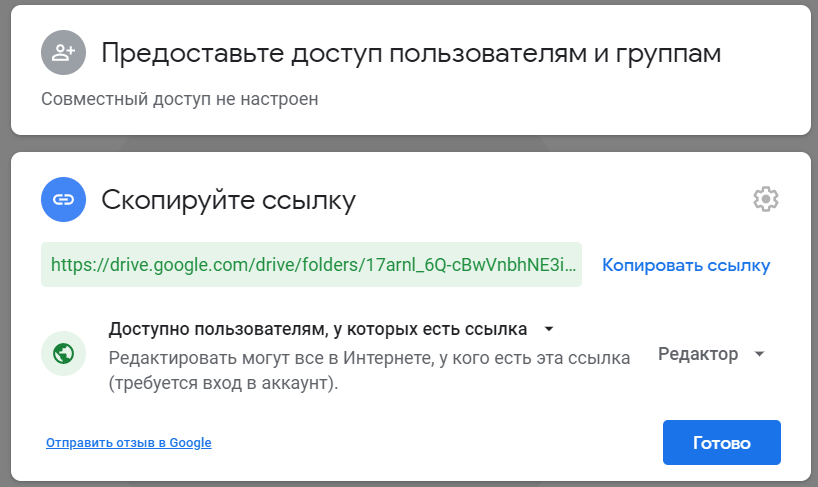 Предоставьте доступ пользователям и группам
Совместный доступ не настроен
Скопируйте ссылку
https://drive.google.com/drive/folders/17arnl_6Q-cBwVnbhNE3i...
Копировать ссылку
Доступно пользователям, у которых есть ссылка
Редактировать могут все в Интернете, у кого есть эта ссылка
(требуется вход в аккаунт).
Редактор
Отправить отзыв в Google
Готово